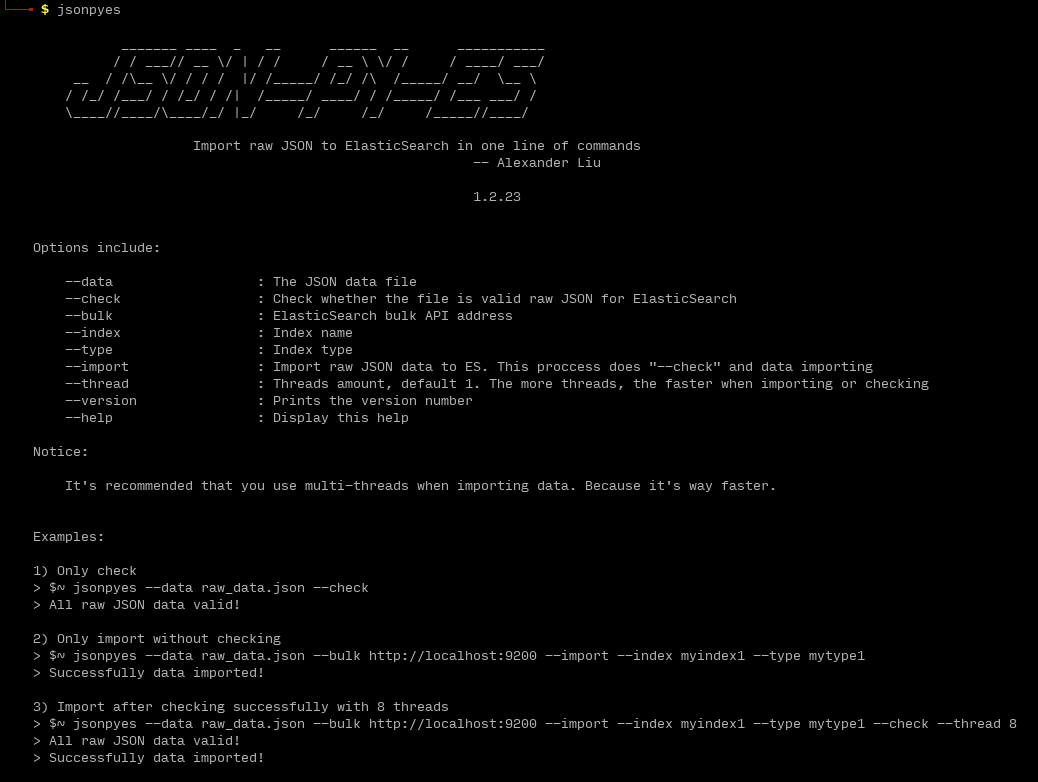 $ jsonpyes
JSON-PY-ES
Import raw JSON to ElasticSearch in one line of commands
-- Alexander Liu
1.2.23
Options include:
--data : The JSON data file
--check : Check whether the file is valid raw JSON for ElasticSearch
--bulk : ElasticSearch bulk API address
--index : Index name
--type : Index type
--import : Import raw JSON data to ES. This proccess does "--check" and data importing
--thread : Threads amount, default 1. The more threads, the faster when importing or checking
--version : Prints the version number
--help : Display this help
Notice:
It's recommended that you use multi-threads when importing data. Because it's way faster.
Examples:
1) Only check
> $~ jsonpyes --data raw_data.json --check
> All raw JSON data valid!
2) Only import without checking
> $~ jsonpyes --data raw_data.json --bulk http://localhost:9200 --import --index myindex1 --type mytype1
> Successfully data imported!
3) Import after checking successfully with 8 threads
> $~ jsonpyes --data raw_data.json --bulk http://localhost:9200 --import --index myindex1 --type mytype1 --check --thread 8
> All raw JSON data valid!
> Successfully data imported!